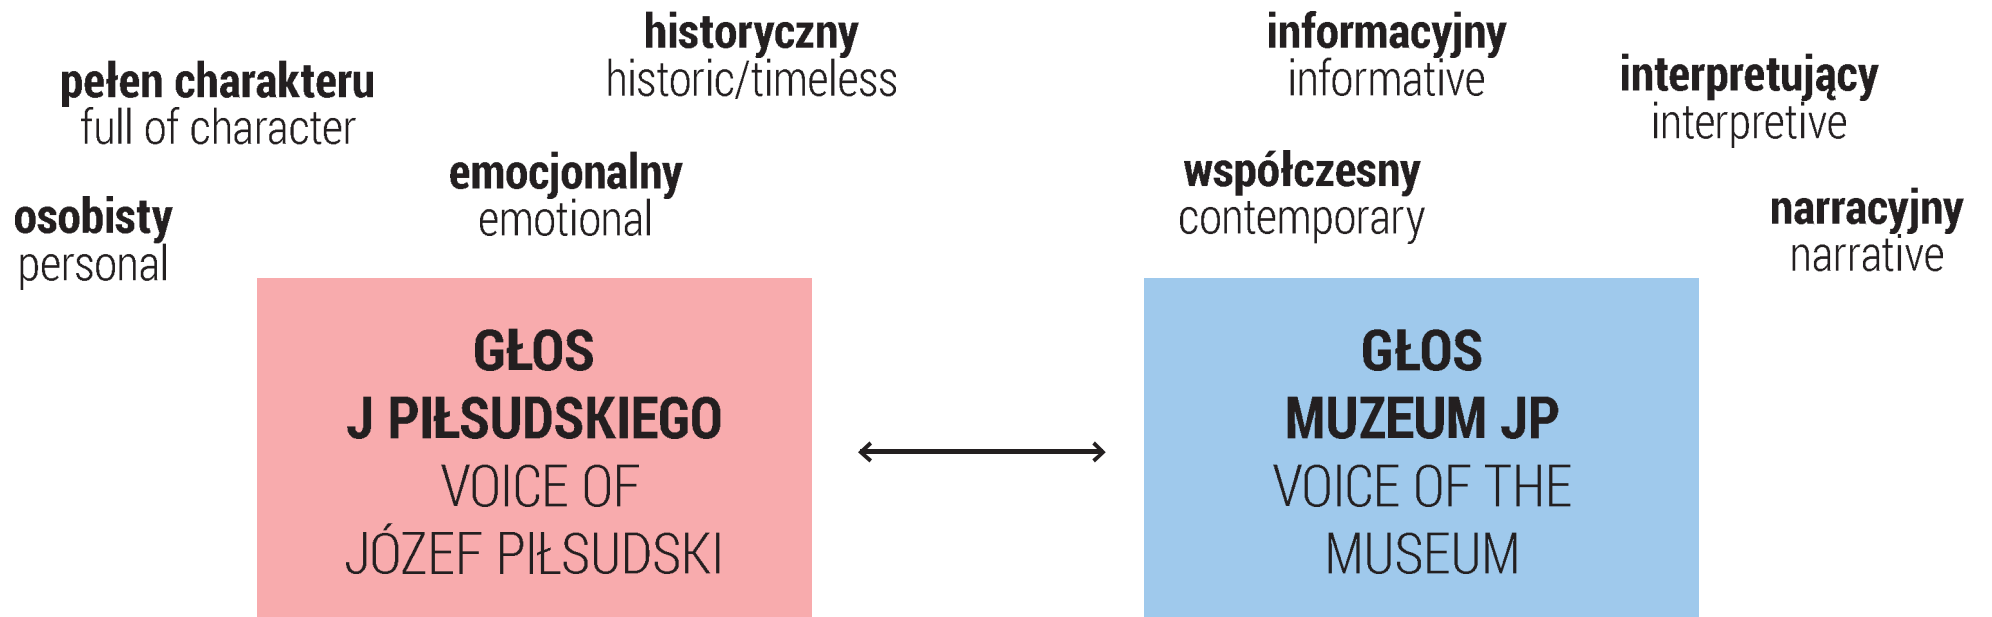 historyczny
historic/timeless
pełen charakteru
full of character
emocjonalny
emotional
osobisty
personal
informacyjny
informative
interpretujący
interpretive
współczesny
contemporary
narracyjny
narrative
GŁOS
J PIŁSUDSKIEGO
VOICE OF
JÓZEF PIŁSUDSKI
GŁOS
MUZEUM JP
VOICE OF THE
MUSEUM